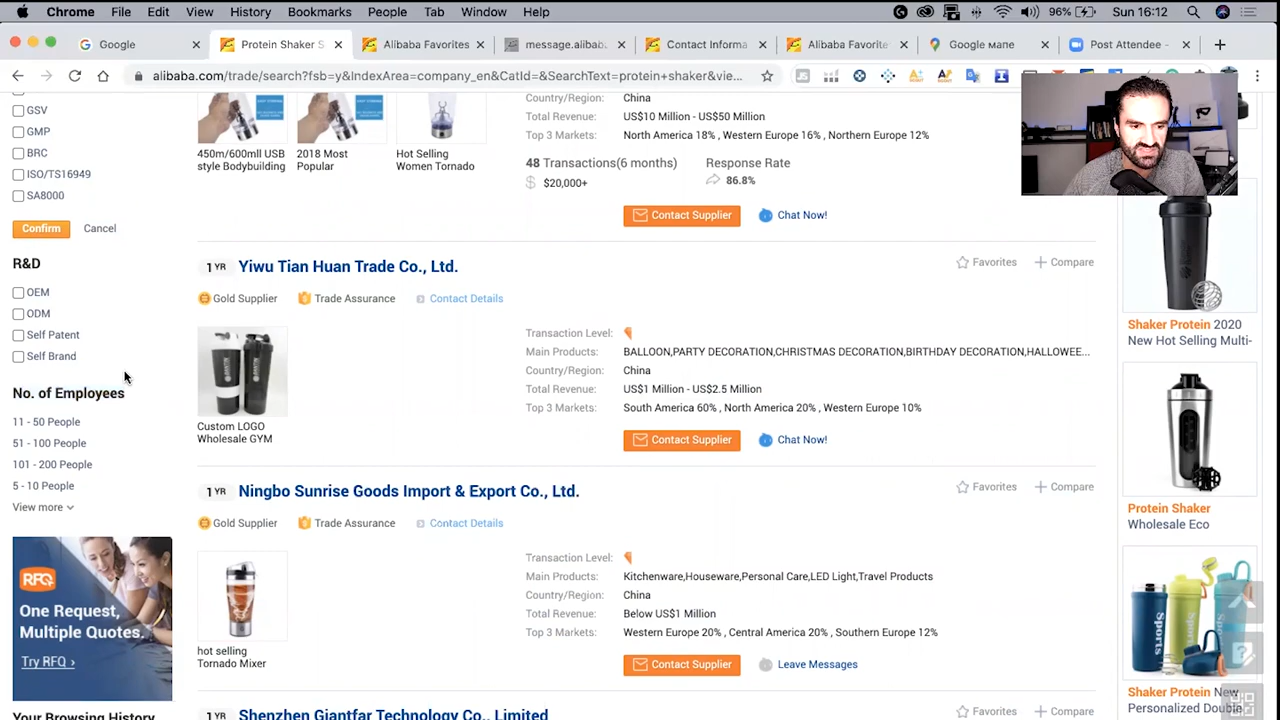 Chrome File Edit View History Bookmarks People Tab Window Help
96% Sun 16:12
Google
Protein Shaker S
Alibaba Favorites
message.alibab
Contact Informa
Alibaba Favorite
Google мапе
Post Attendee -
alibaba.com/trade/search?fsb=y&IndexArea=company_en&CatId=&SearchText=protein+shaker&vie...
GSV
GMP
BRC
ISO/TS16949
SA8000
Confirm Cancel
R&D
OEM
ODM
Self Patent
Self Brand
No. of Employees
11 - 50 People
51 - 100 People
101 - 200 People
5 - 10 People
View more
RFQ
One Request,
Multiple Quotes.
Try RFQ ›
Your Browsing History
450m/600mll USB
style Bodybuilding
2018 Most
Popular
Hot Selling
Women Tornado
Country/Region: China
Total Revenue: US$10 Million - US$50 Million
Top 3 Markets: North America 18% , Western Europe 16% , Northern Europe 12%
48 Transactions(6 months) Response Rate
$20,000+ 86.8%
Contact Supplier Chat Now!
1 YR Yiwu Tian Huan Trade Co., Ltd. Favorites Compare
Gold Supplier Trade Assurance Contact Details
Custom LOGO
Wholesale GYM
Transaction Level:
Main Products: BALLOON,PARTY DECORATION,CHRISTMAS DECORATION,BIRTHDAY DECORATION,HALLOWEE...
Country/Region: China
Total Revenue: US$1 Million - US$2.5 Million
Top 3 Markets: South America 60% , North America 20% , Western Europe 10%
Contact Supplier Chat Now!
1 YR Ningbo Sunrise Goods Import & Export Co., Ltd. Favorites Compare
Gold Supplier Trade Assurance Contact Details
hot selling
Tornado Mixer
Transaction Level:
Main Products: Kitchenware,Houseware,Personal Care,LED Light,Travel Products
Country/Region: China
Total Revenue: Below US$1 Million
Top 3 Markets: Western Europe 20% , Central America 20% , Southern Europe 12%
Contact Supplier Leave Messages
1 YR Shenzhen Giantfar Technology Co., Limited Favorites Compare
Shaker Protein 2020
New Hot Selling Multi-
Protein Shaker
Wholesale Eco
Sports
Shaker Protein New
Personalized Double